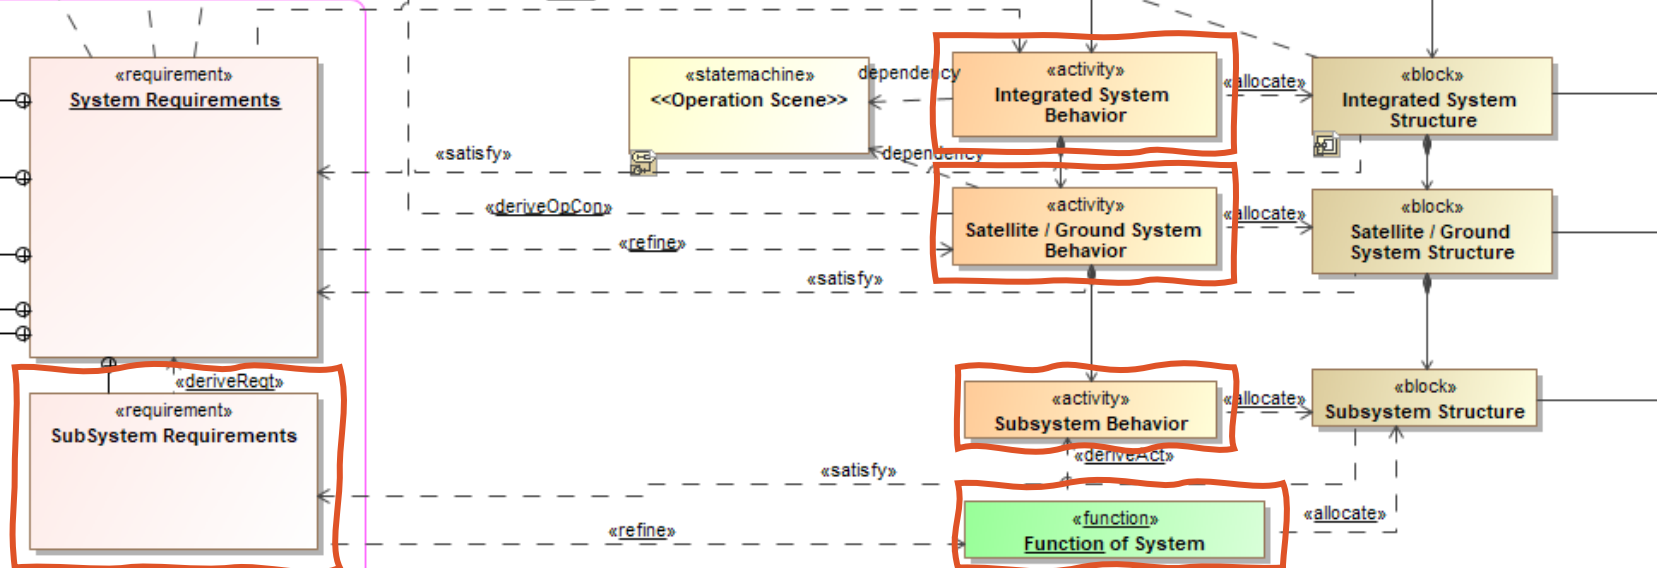 «requirement»
System Requirements
«statemachine»
<<Operation Scene>>
dependency
dependency
«activity»
Integrated System
Behavior
«allocate»
«block»
Integrated System
Structure
«satisfy»
«deriveOpCon»
«refine»
«activity»
Satellite / Ground System
Behavior
«allocate»
«block»
Satellite / Ground
System Structure
«satisfy»
«deriveReqt»
«requirement»
SubSystem Requirements
«activity»
Subsystem Behavior
«allocate»
«block»
Subsystem Structure
«deriveAct»
«satisfy»
«function»
Function of System
«allocate»
«refine»